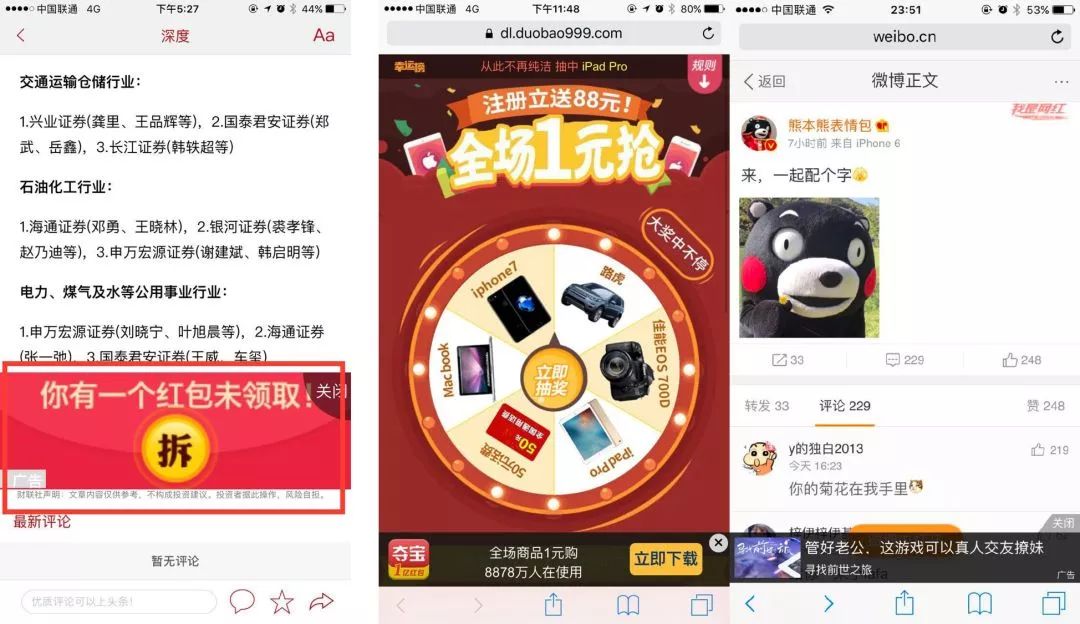 中国联通 4G
下午5:27
44%
深度
Aa
交通运输仓储行业：
1.兴业证券(龚里、王品辉等)，2.国泰君安证券(郑
武、岳鑫)，3.长江证券(韩轶超等)
石油化工行业：
1.海通证券(邓勇、王晓林)，2.银河证券(裘孝锋、
赵乃迪等)，3.申万宏源证券(谢建斌、韩启明等)
电力、煤气及水等公用事业行业：
1.申万宏源证券(刘晓宁、叶旭晨等)，2.海通证券
(张一弛)，3.国泰君安证券(王威、车玺)
你有一个红包未领取！
关闭
拆
广告
财联社声明：文章内容仅供参考，不构成投资建议。投资者据此操作，风险自担。
最新评论
暂无评论
优质评论可以上头条！
中国联通 4G
下午11:48
80%
dl.duobao999.com
幸运榜
从此不再纯洁 抽中 iPad Pro
规则
注册立送88元！
全场1元抢
大奖中不停
iphone7
路虎
佳能EOS 700D
iPad Pro
50元话费
全国通用话费
50元
Macbook
立即
抽奖
夺宝
1亿红包
全场商品1元购
8878万人在使用
立即下载
中国联通
23:51
53%
weibo.cn
返回
微博正文
我是网红
熊本熊表情包
7小时前 来自 iPhone 6
来，一起配个字
33
229
248
转发 33
评论 229
赞 248
y的独白2013
今天 16:23
219
你的菊花在我手里
关闭
管好老公，这游戏可以真人交友撩妹
寻找前世之旅
广告